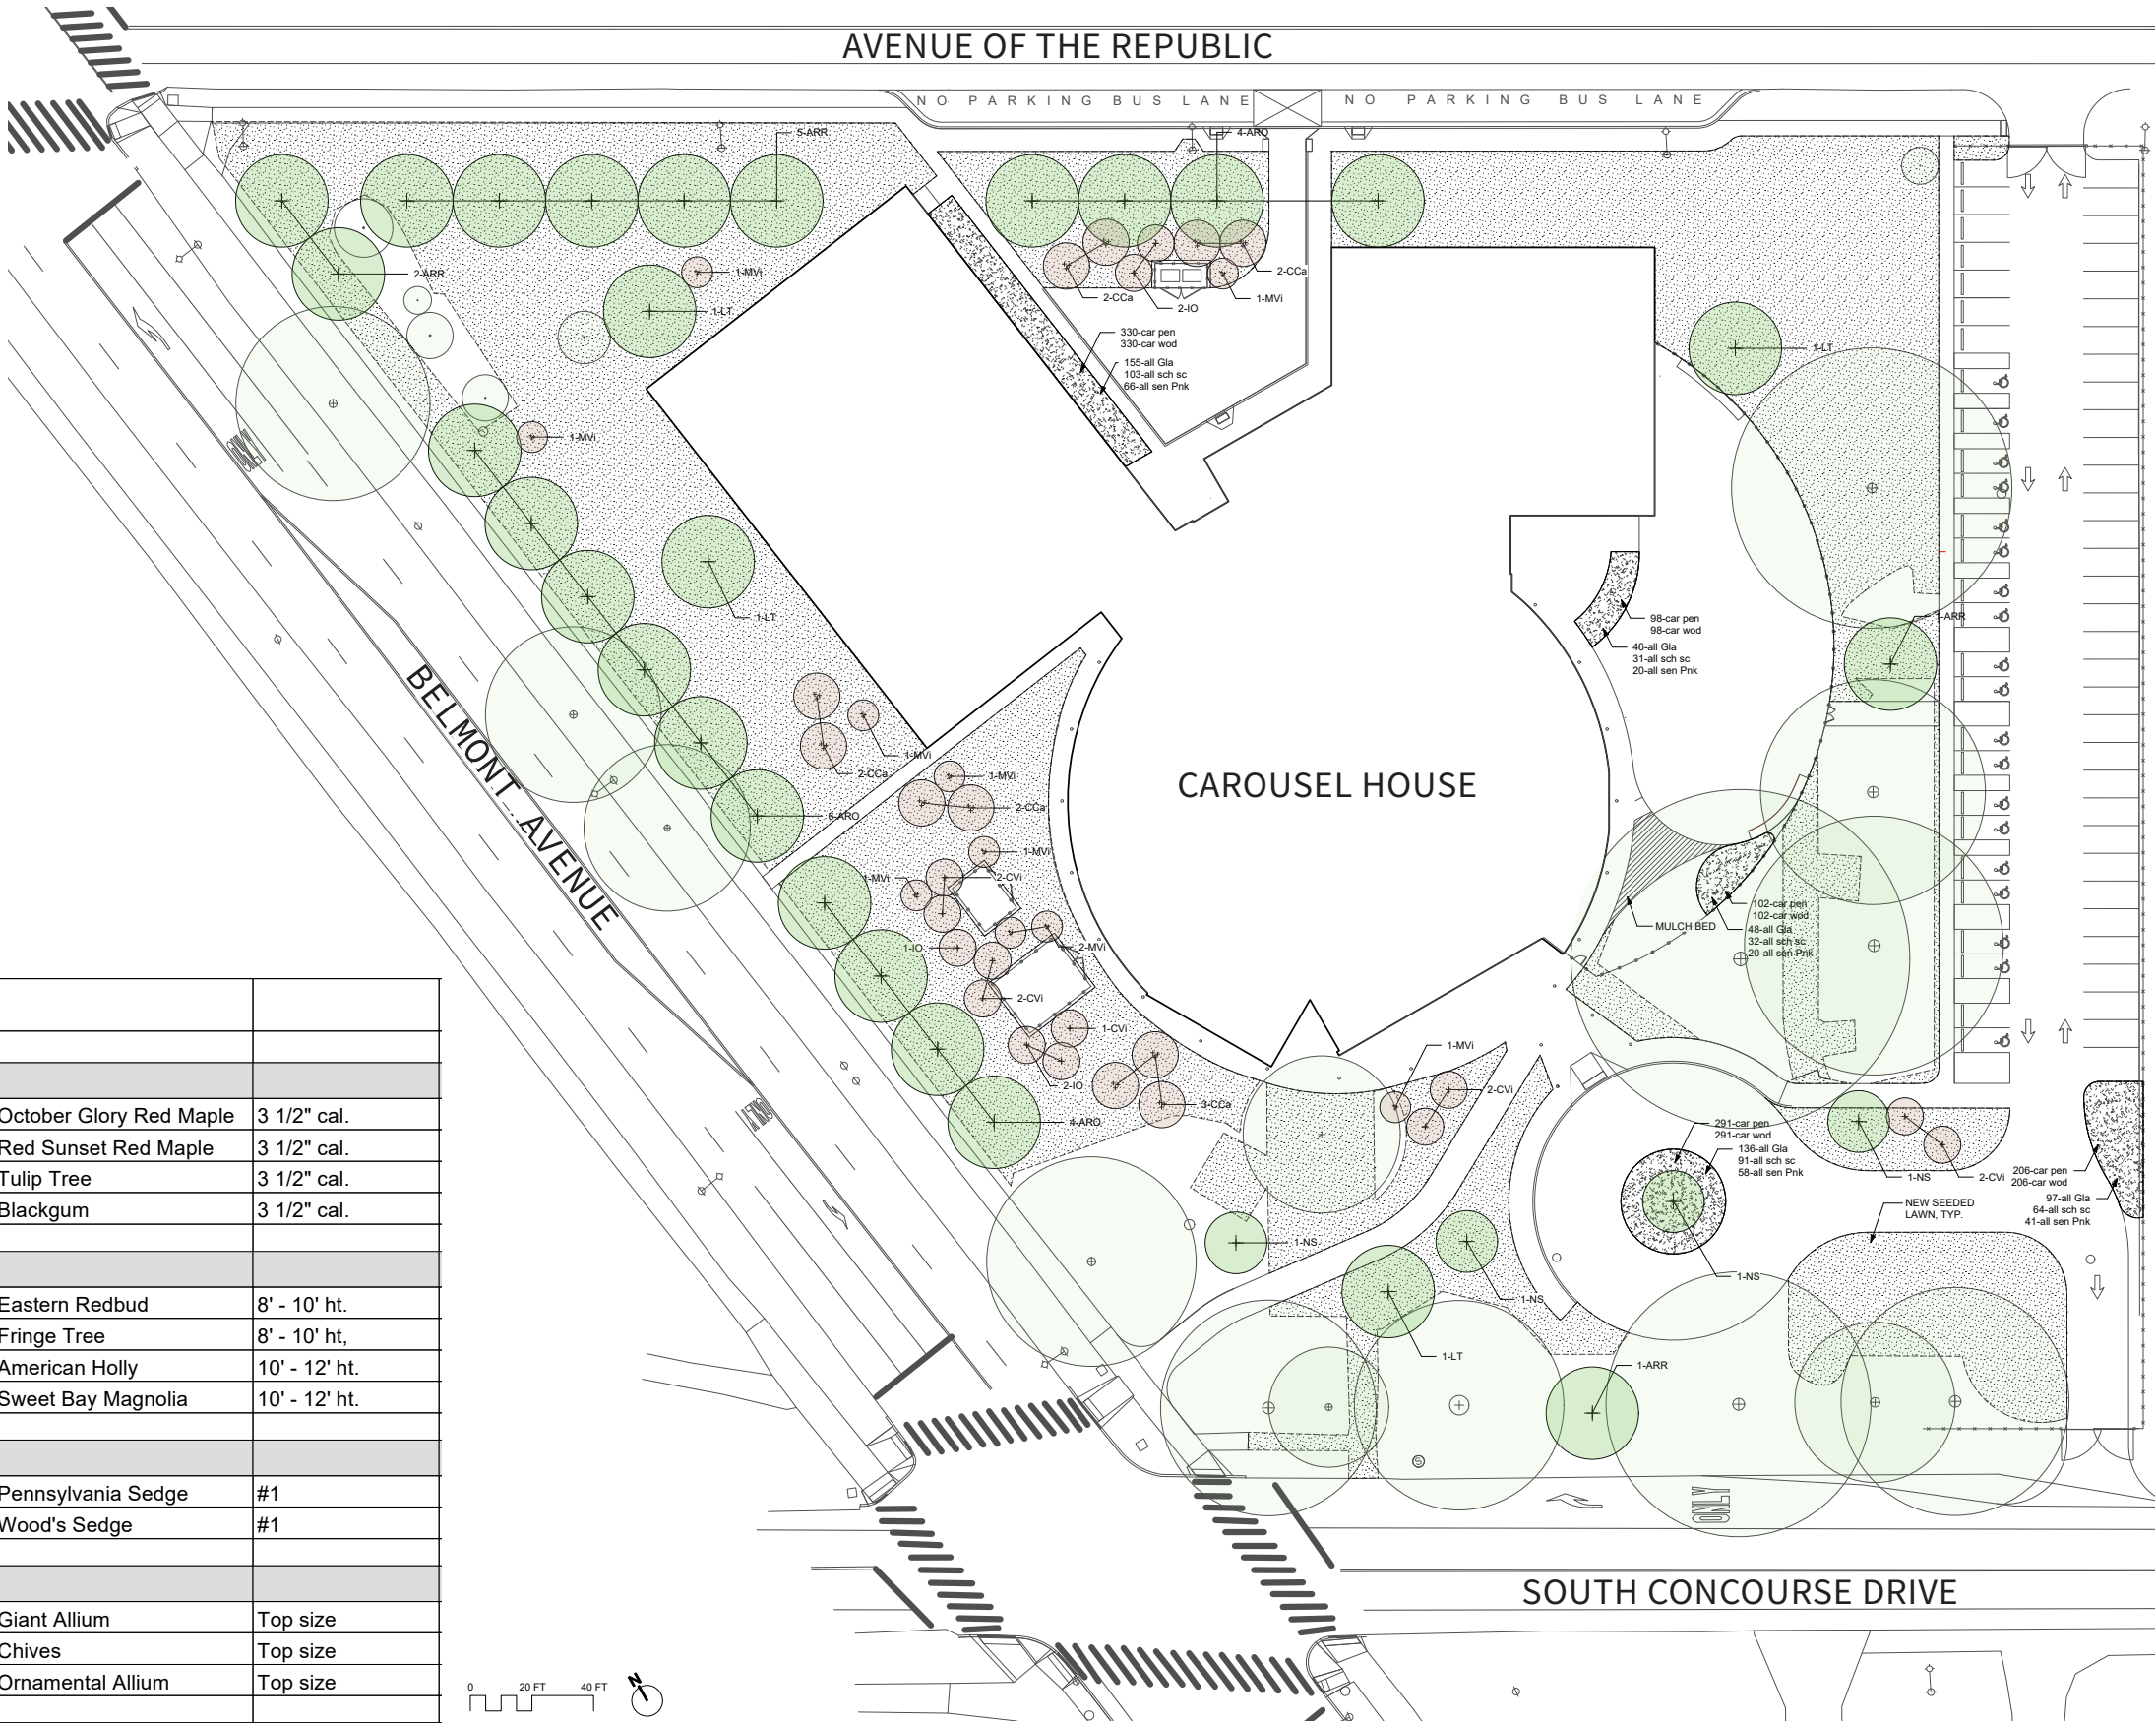 AVENUE OF THE REPUBLIC
NO PARKING BUS LANE
NO PARKING BUS LANE
5-ARR
4-ARO
2-ARR
1-MVi
1-LT
2-CCa
2-CCa
1-MVi
2-IO
330-car pen
330-car wod
155-all Gla
103-all sch sc
66-all sen Pnk
1-LT
1-MVi
ONLY
1-LT
98-car pen
98-car wod
46-all Gla
31-all sch sc
20-all sen Pnk
1-ARR
BELMONT AVENUE
1-MVi
2-CCa
1-MVi
2-CCa
6-ARO
CAROUSEL HOUSE
1-MVi
1-MVi
2-CVi
1-IO
2-MVi
2-CVi
1-CVi
2-IO
3-CCa
4-ARO
102-car pen
102-car wod
MULCH BED
48-all Gla
32-all sch sc
20-all sen Pnk
1-MVi
2-CVi
291-car pen
291-car wod
136-all Gla
91-all sch sc
58-all sen Pnk
1-NS
2-CVi
206-car pen
206-car wod
97-all Gla
64-all sch sc
41-all sen Pnk
NEW SEEDED
LAWN, TYP.
1-NS
1-NS
1-NS
1-LT
1-ARR
ONLY
S
ONLY
SOUTH CONCOURSE DRIVE
October Glory Red Maple 3 1/2" cal.
Red Sunset Red Maple 3 1/2" cal.
Tulip Tree 3 1/2" cal.
Blackgum 3 1/2" cal.
Eastern Redbud 8' - 10' ht.
Fringe Tree 8' - 10' ht,
American Holly 10' - 12' ht.
Sweet Bay Magnolia 10' - 12' ht.
Pennsylvania Sedge #1
Wood's Sedge #1
Giant Allium Top size
Chives Top size
Ornamental Allium Top size
0 20 FT 40 FT
N